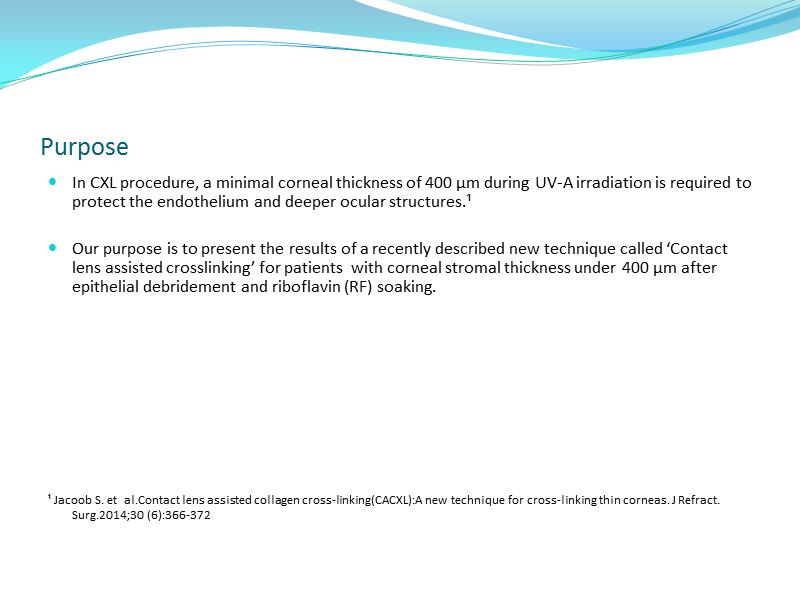 Purpose
• In CXL procedure, a minimal corneal thickness of 400 µm during UV-A irradiation is required to
protect the endothelium and deeper ocular structures.¹
• Our purpose is to present the results of a recently described new technique called ‘Contact
lens assisted crosslinking’ for patients with corneal stromal thickness under 400 µm after
epithelial debridement and riboflavin (RF) soaking.
¹ Jacoob S. et al.Contact lens assisted collagen cross-linking(CACXL):A new technique for cross-linking thin corneas. J Refract.
Surg.2014;30 (6):366-372